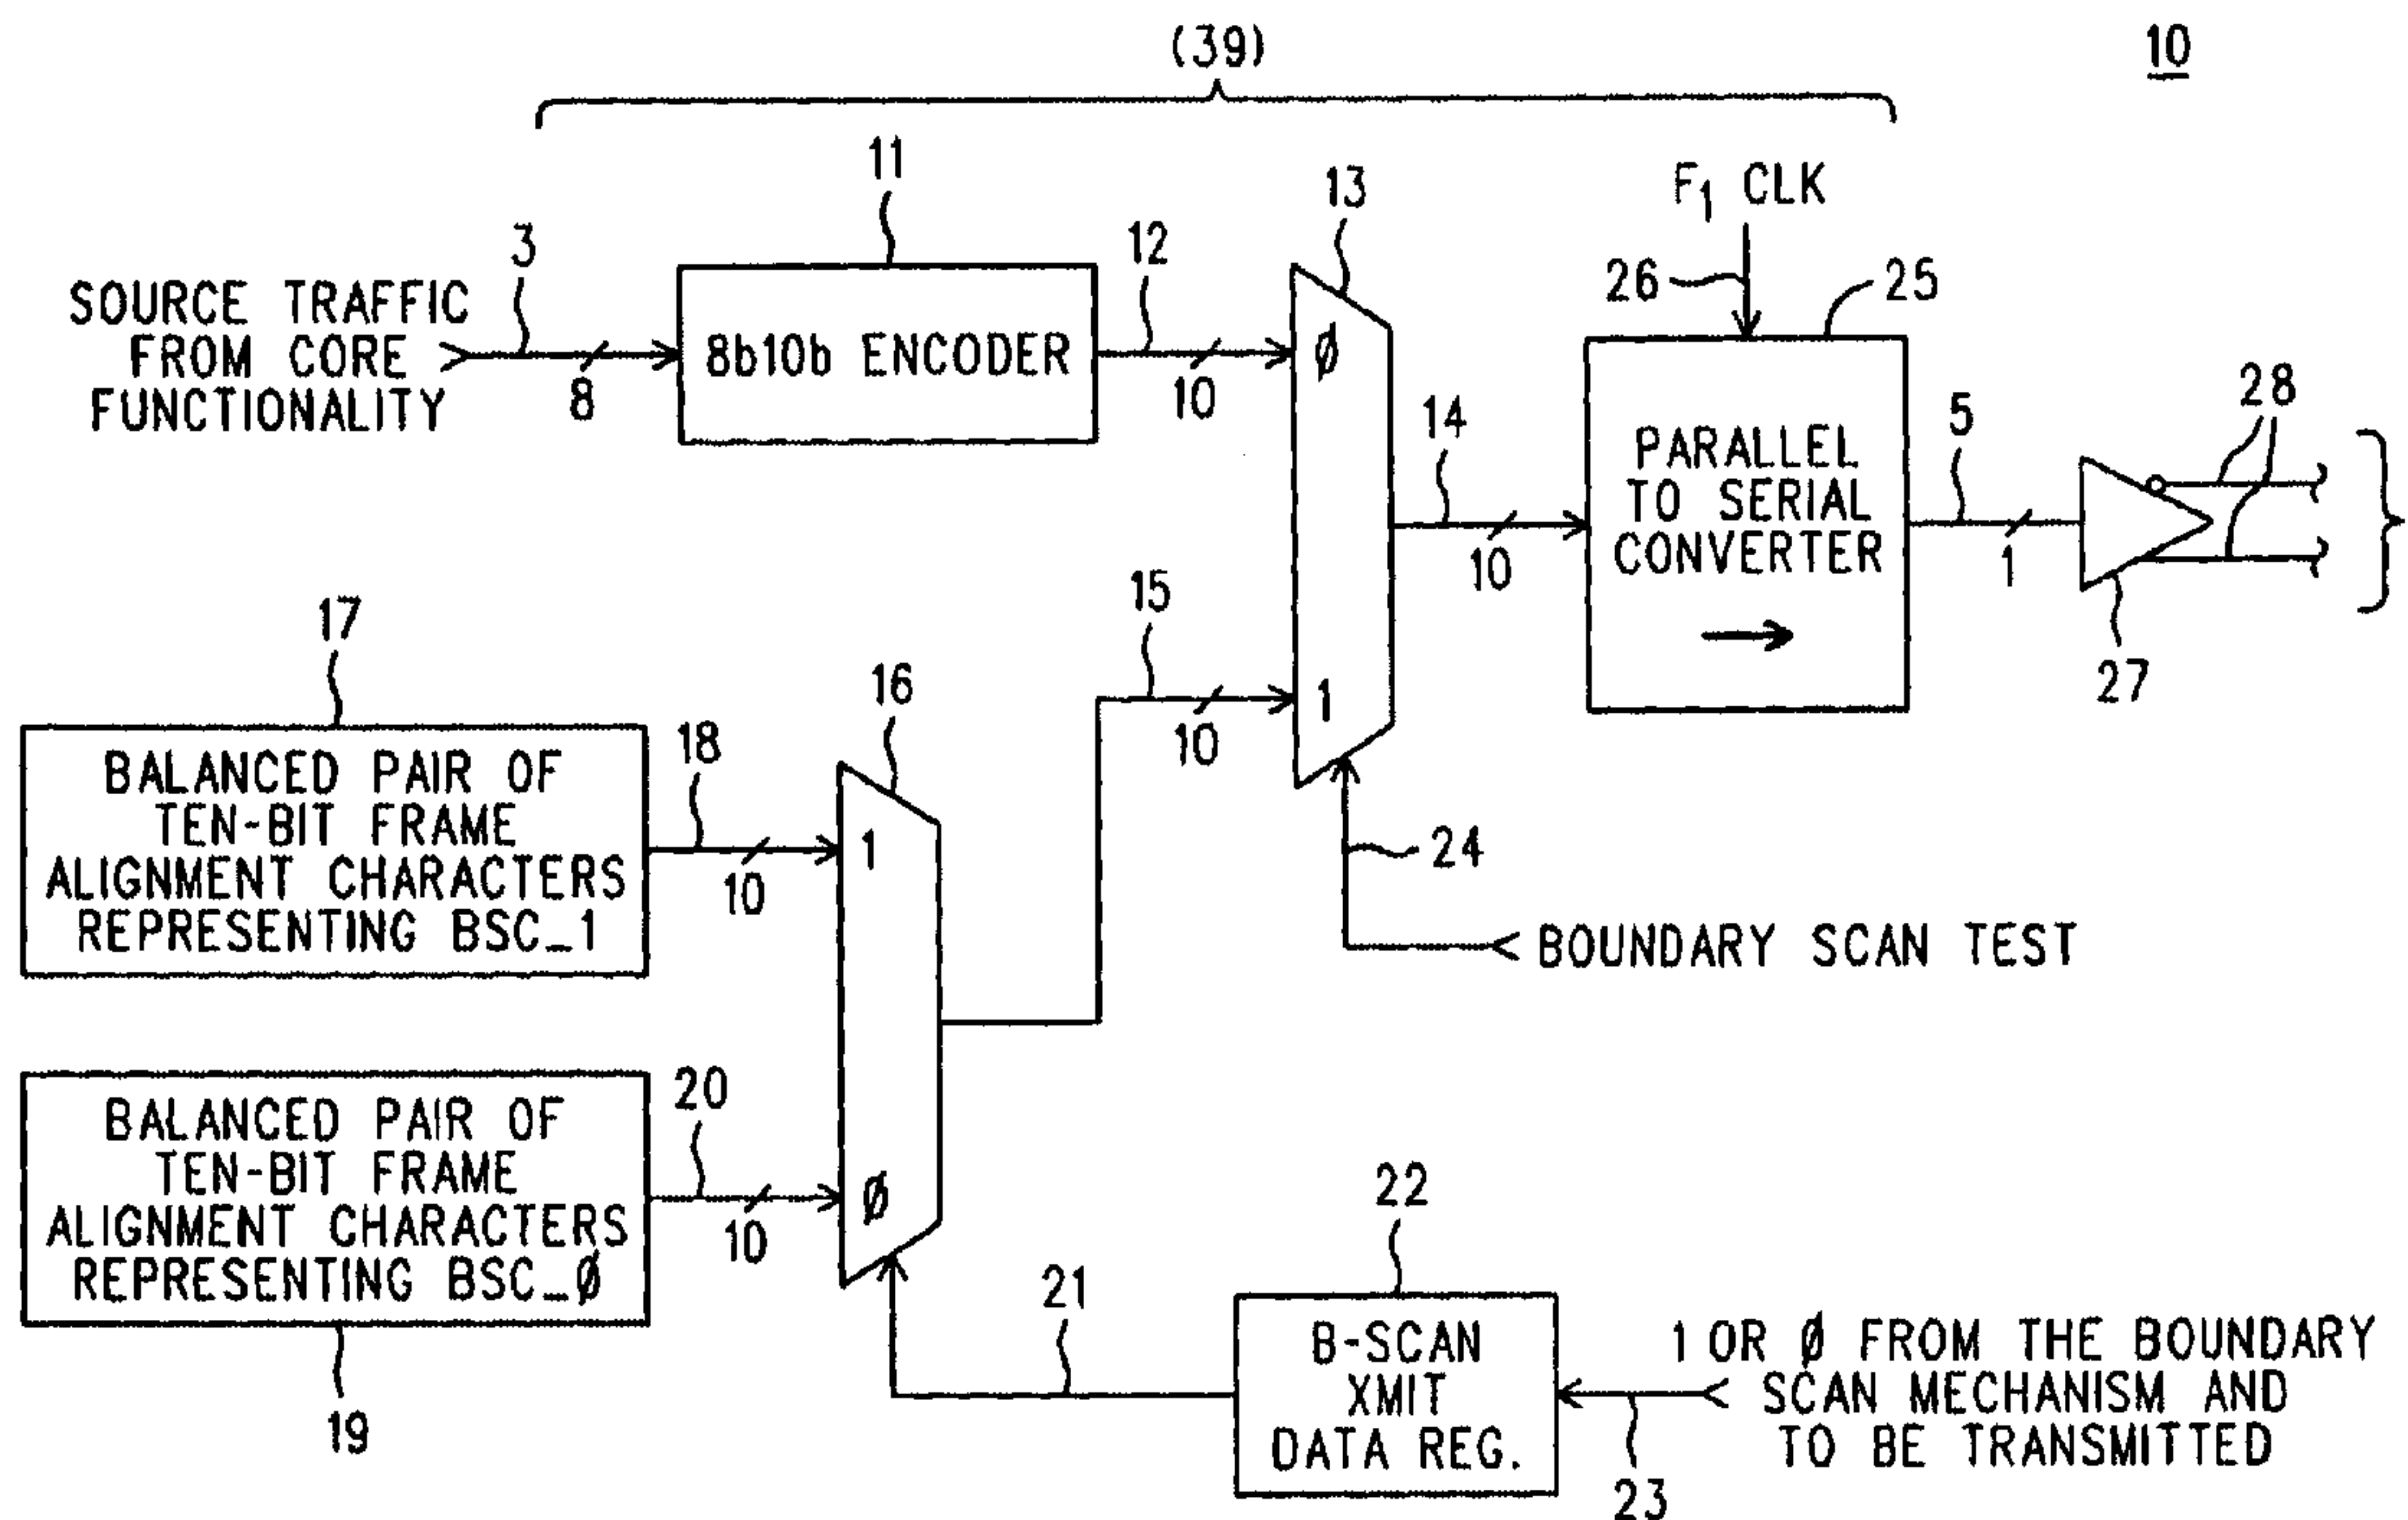 (39)
10
11
13
F1 CLK
3
12
26
25
SOURCE TRAFFIC
FROM CORE
FUNCTIONALITY
8
8b10b ENCODER
10
Ø
14
10
PARALLEL
TO SERIAL
CONVERTER
5
1
28
27
17
16
15
10
1
BALANCED PAIR OF
TEN-BIT FRAME
ALIGNMENT CHARACTERS
REPRESENTING BSC_1
18
10
1
24
BOUNDARY SCAN TEST
BALANCED PAIR OF
TEN-BIT FRAME
ALIGNMENT CHARACTERS
REPRESENTING BSC_Ø
20
10
Ø
19
21
22
B-SCAN
XMIT
DATA REG.
1 OR Ø FROM THE BOUNDARY
SCAN MECHANISM AND
TO BE TRANSMITTED
23